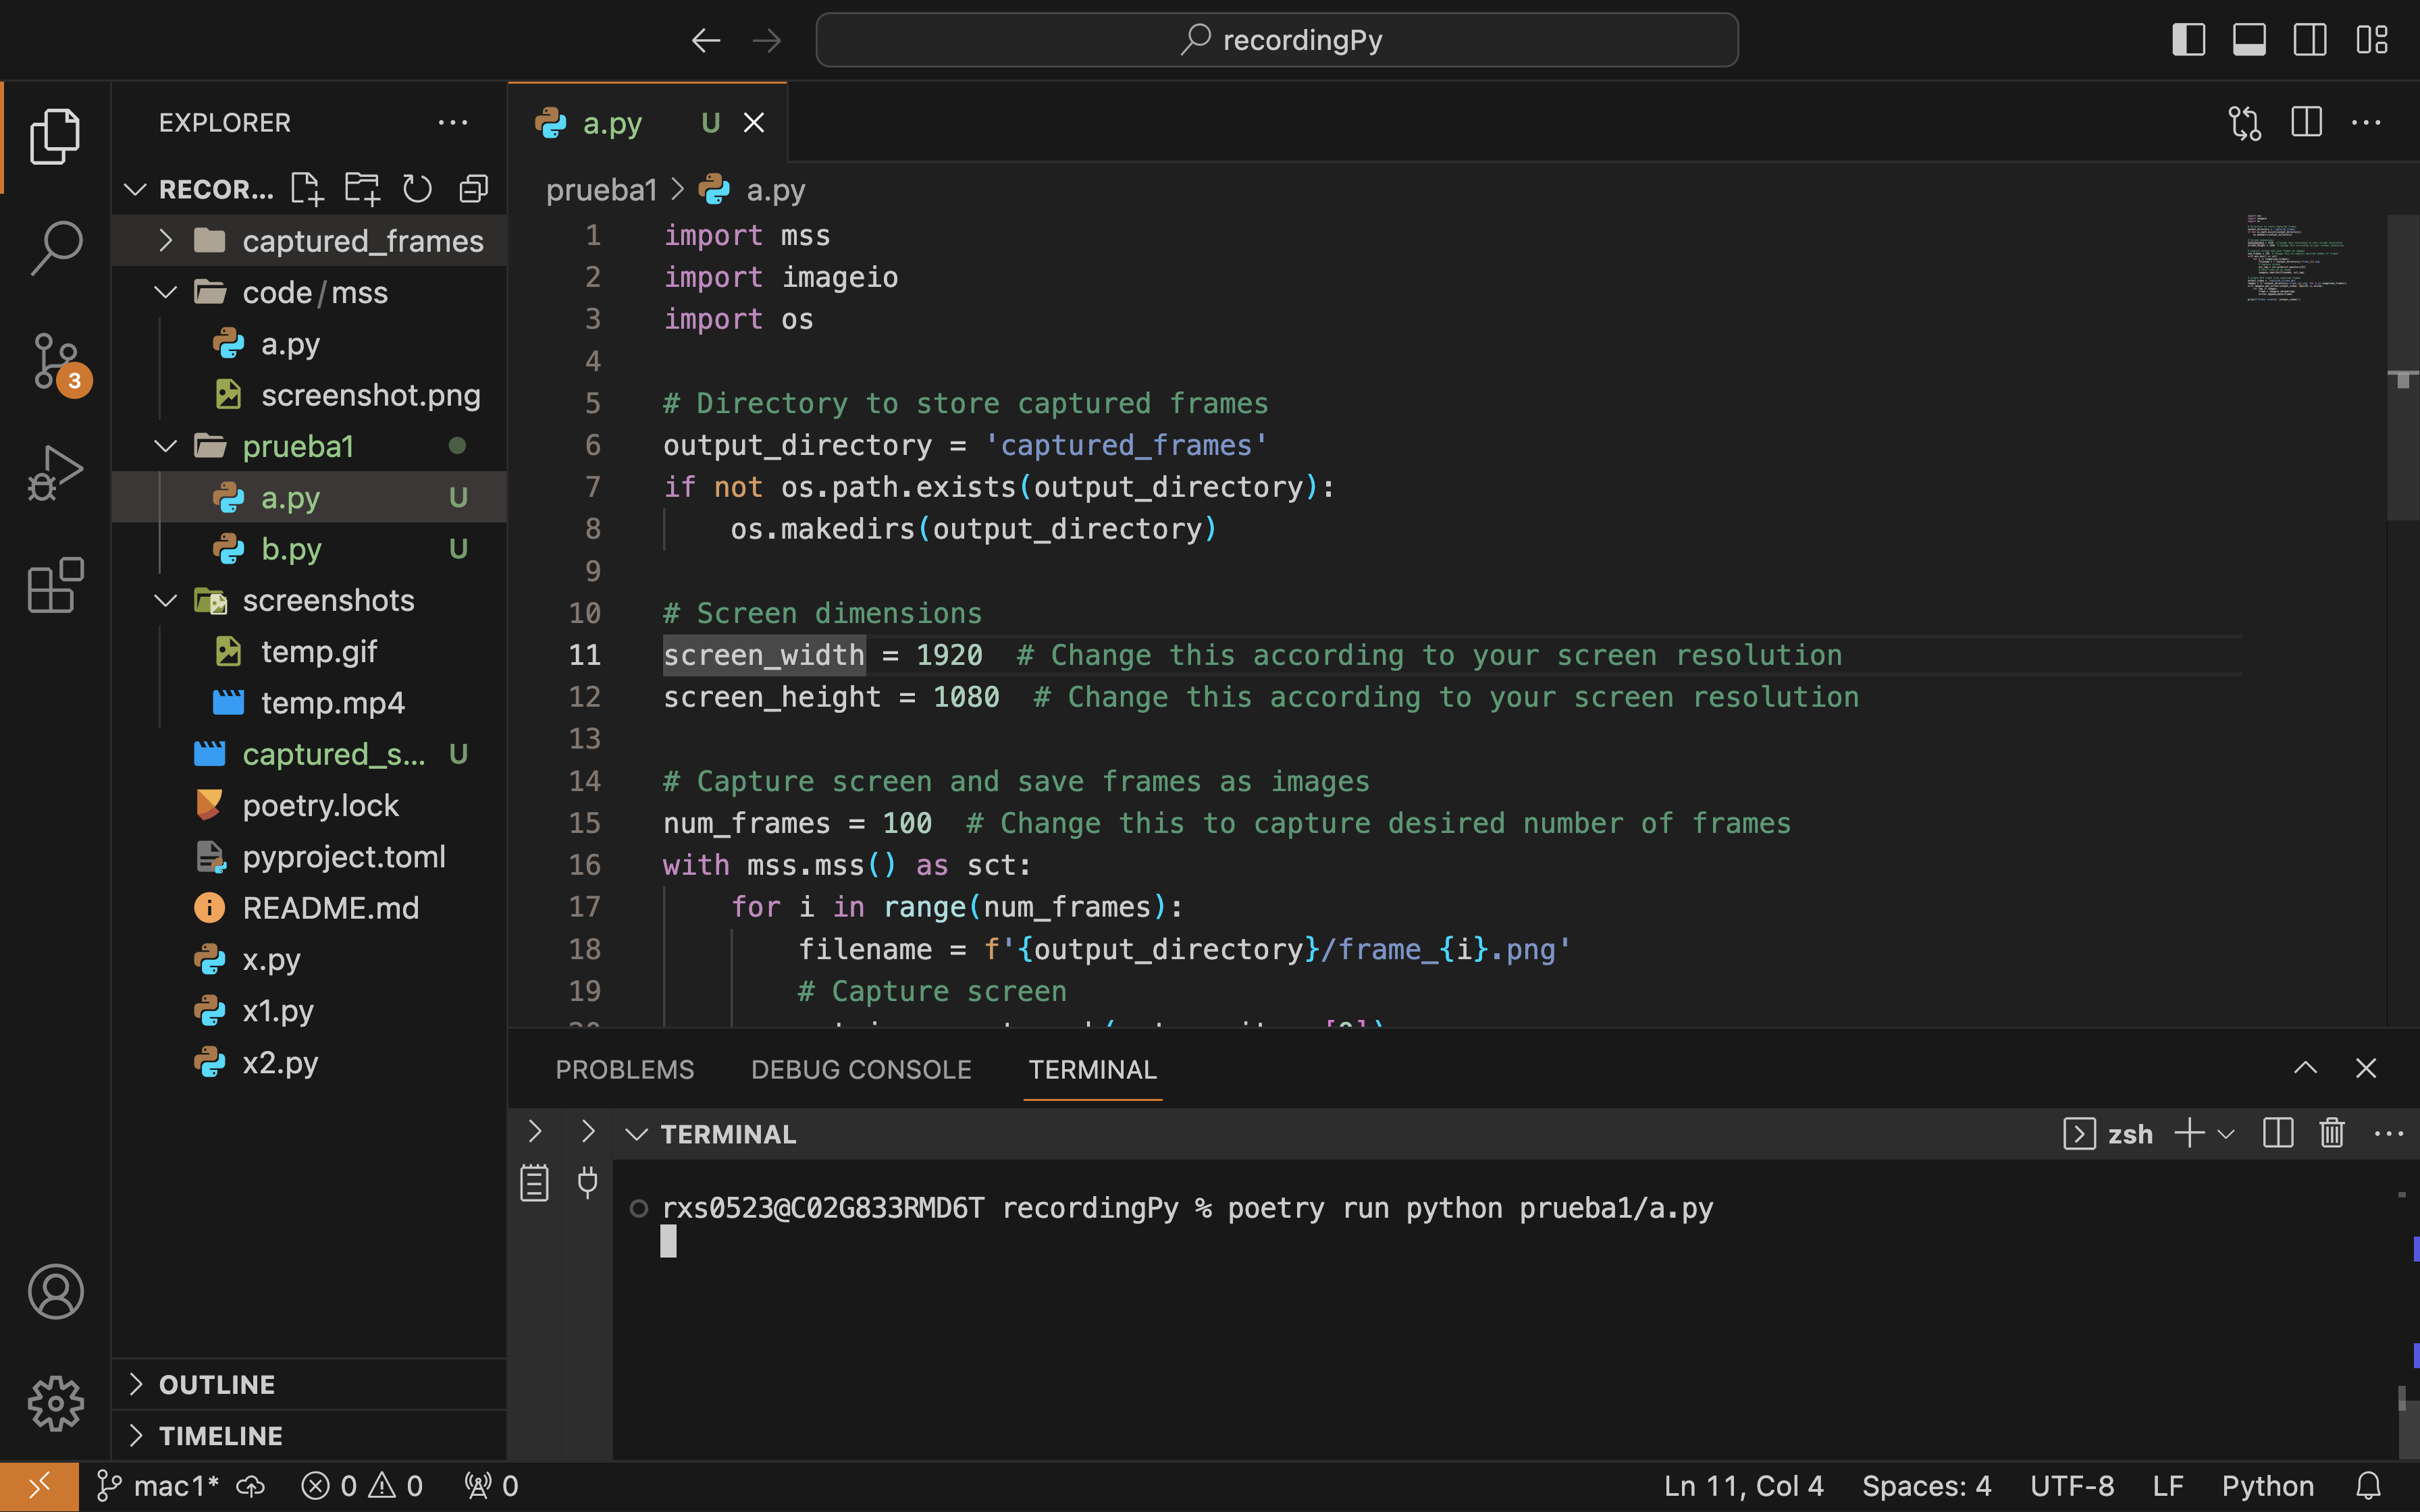 recordingPy
EXPLORER
RECOR...
captured_frames
code/mss
a.py
screenshot.png
prueba1
a.py U
b.py U
screenshots
temp.gif
temp.mp4
captured_s... U
poetry.lock
pyproject.toml
README.md
x.py
x1.py
x2.py
OUTLINE
TIMELINE
3
a.py U
prueba1 > a.py
1 import mss
2 import imageio
3 import os
4
5 # Directory to store captured frames
6 output_directory = 'captured_frames'
7 if not os.path.exists(output_directory):
8     os.makedirs(output_directory)
9
10 # Screen dimensions
11 screen_width = 1920  # Change this according to your screen resolution
12 screen_height = 1080  # Change this according to your screen resolution
13
14 # Capture screen and save frames as images
15 num_frames = 100  # Change this to capture desired number of frames
16 with mss.mss() as sct:
17     for i in range(num_frames):
18         filename = f'{output_directory}/frame_{i}.png'
19         # Capture screen
PROBLEMS DEBUG CONSOLE TERMINAL
TERMINAL zsh
rxs0523@C02G833RMD6T recordingPy % poetry run python prueba1/a.py
mac1* 0 0 0 Ln 11, Col 4 Spaces: 4 UTF-8 LF Python